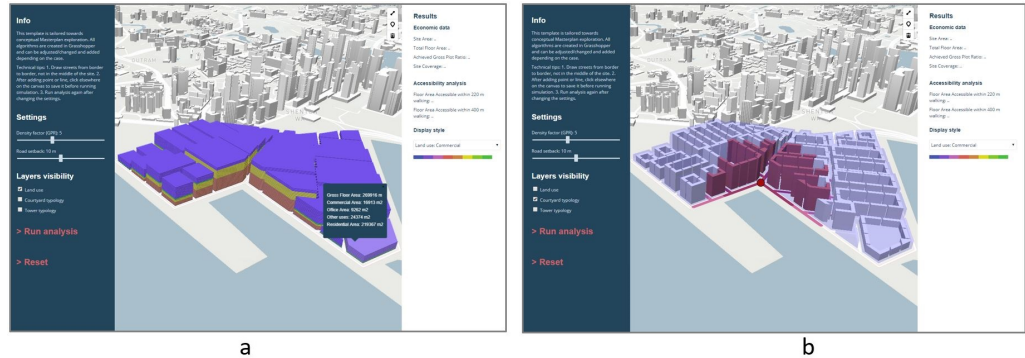 Info
This template is tailored towards
conceptual Masterplan exploration. All
algorithms are created in Grasshopper
and can be adjusted/changed and added
depending on the case.
Technical tips: 1. Draw streets from border
to border, not in the middle of the site. 2.
After adding point or line, click elsewhere
on the canvas to save it before running
simulation. 3. Run analysis again after
changing the settings.
Settings
Density factor (GPR): 5
Road setback: 10 m
Layers visibility
Land use
Courtyard typology
Tower typology
> Run analysis
> Reset
OUTRAM
Gross Floor Area: 269916 m
Commercial Area: 16913 m2
Office Area: 9262 m2
Other uses: 24374 m2
Residential Area: 219367 m2
Results
Economic data
Site Area: ..
Total Floor Area: ..
Achieved Gross Plot Ratio: ..
Site Coverage: ..
Accessibility analysis
Floor Area Accessible within 220 m
walking: ..
Floor Area Accessible within 400 m
walking: ..
Display style
Land use: Commercial
a
Info
This template is tailored towards
conceptual Masterplan exploration. All
algorithms are created in Grasshopper
and can be adjusted/changed and added
depending on the case.
Technical tips: 1. Draw streets from border
to border, not in the middle of the site. 2.
After adding point or line, click elsewhere
on the canvas to save it before running
simulation. 3. Run analysis again after
changing the settings.
Settings
Density factor (GPR): 5
Road setback: 10 m
Layers visibility
Land use
Courtyard typology
Tower typology
> Run analysis
> Reset
OUTRAM
Results
Economic data
Site Area: ..
Total Floor Area: ..
Achieved Gross Plot Ratio: ..
Site Coverage: ..
Accessibility analysis
Floor Area Accessible within 220 m
walking: ..
Floor Area Accessible within 400 m
walking: ..
Display style
Land use: Commercial
b